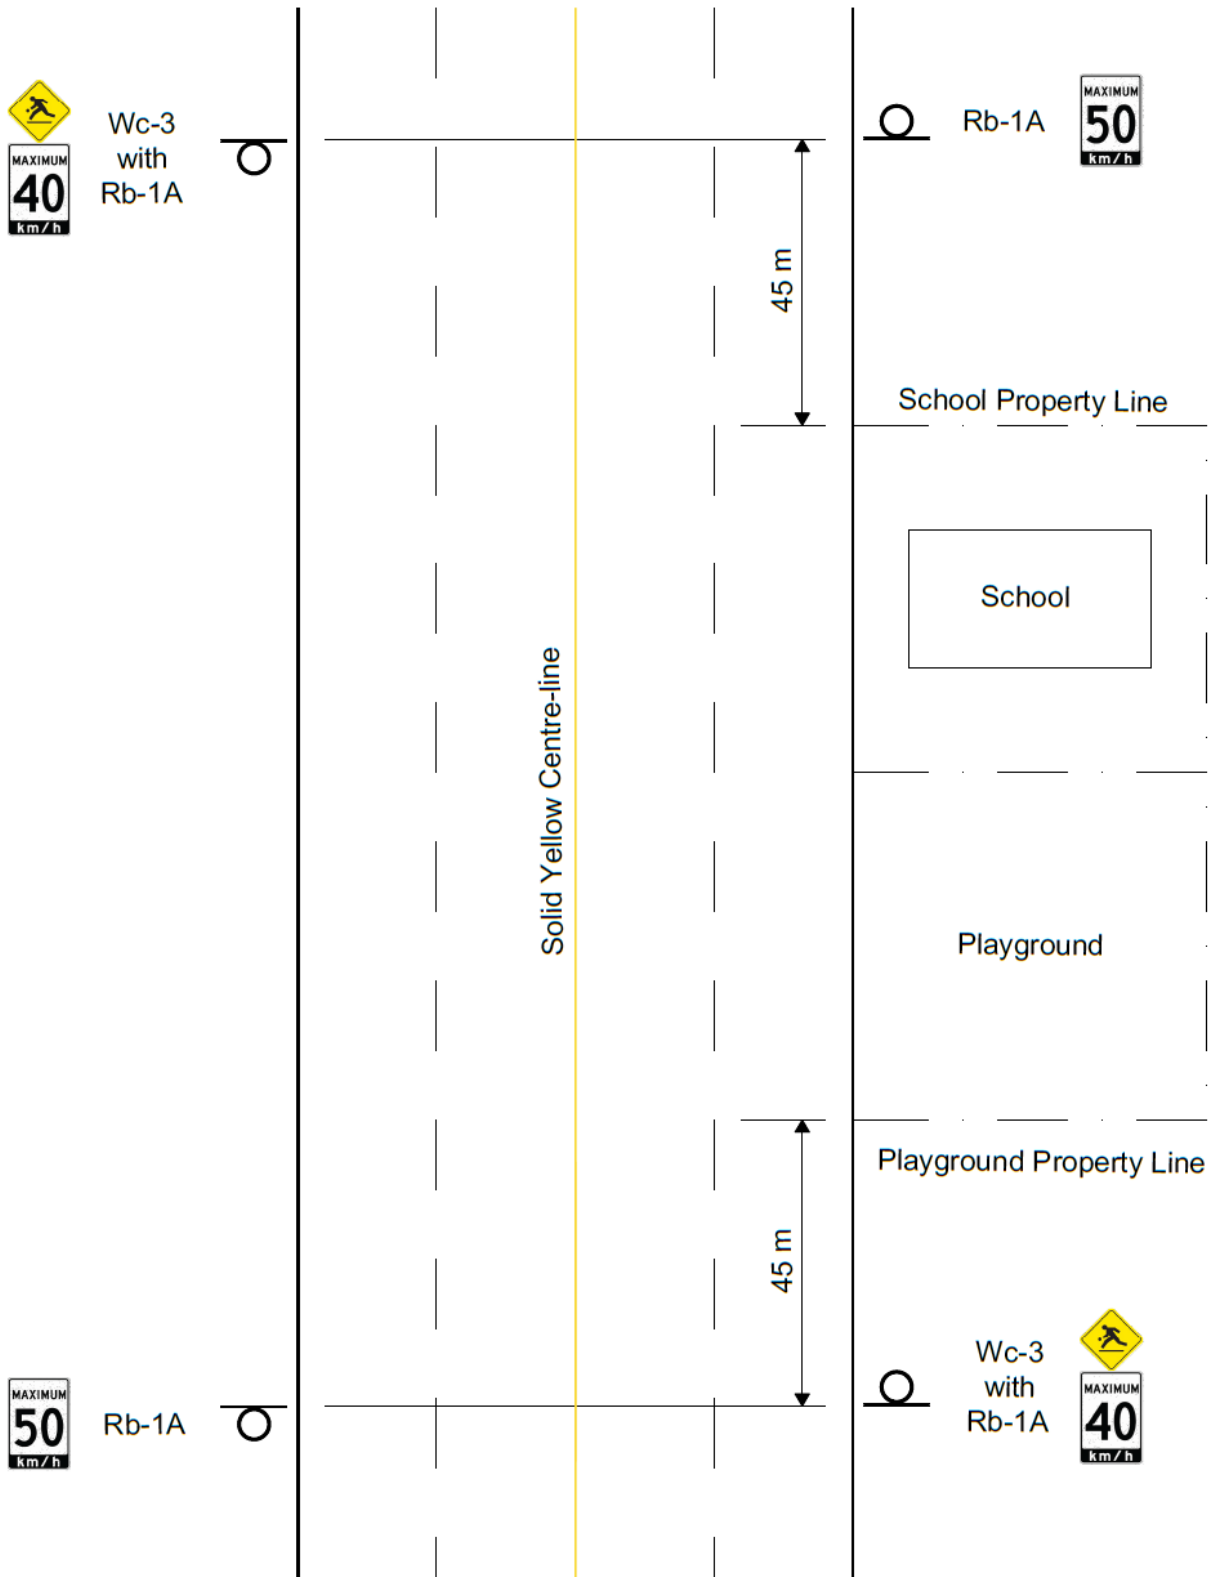 Wc-3
with
Rb-1A
MAXIMUM
40
km/h
Rb-1A
MAXIMUM
50
km/h
45 m
School Property Line
School
Solid Yellow Centre-line
Playground
Playground Property Line
45 m
MAXIMUM
50
km/h
Rb-1A
Wc-3
with
Rb-1A
MAXIMUM
40
km/h